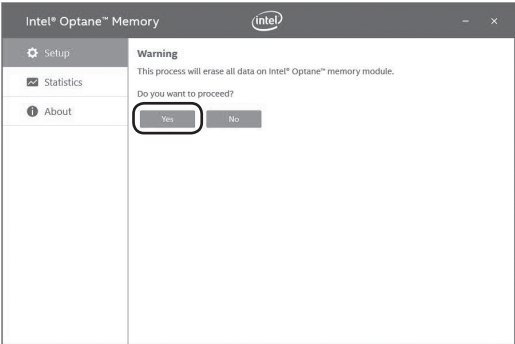 Intel® Optane™ Memory
intel
Setup
Statistics
About
Warning
This process will erase all data on Intel® Optane™ memory module.
Do you want to proceed?
Yes No